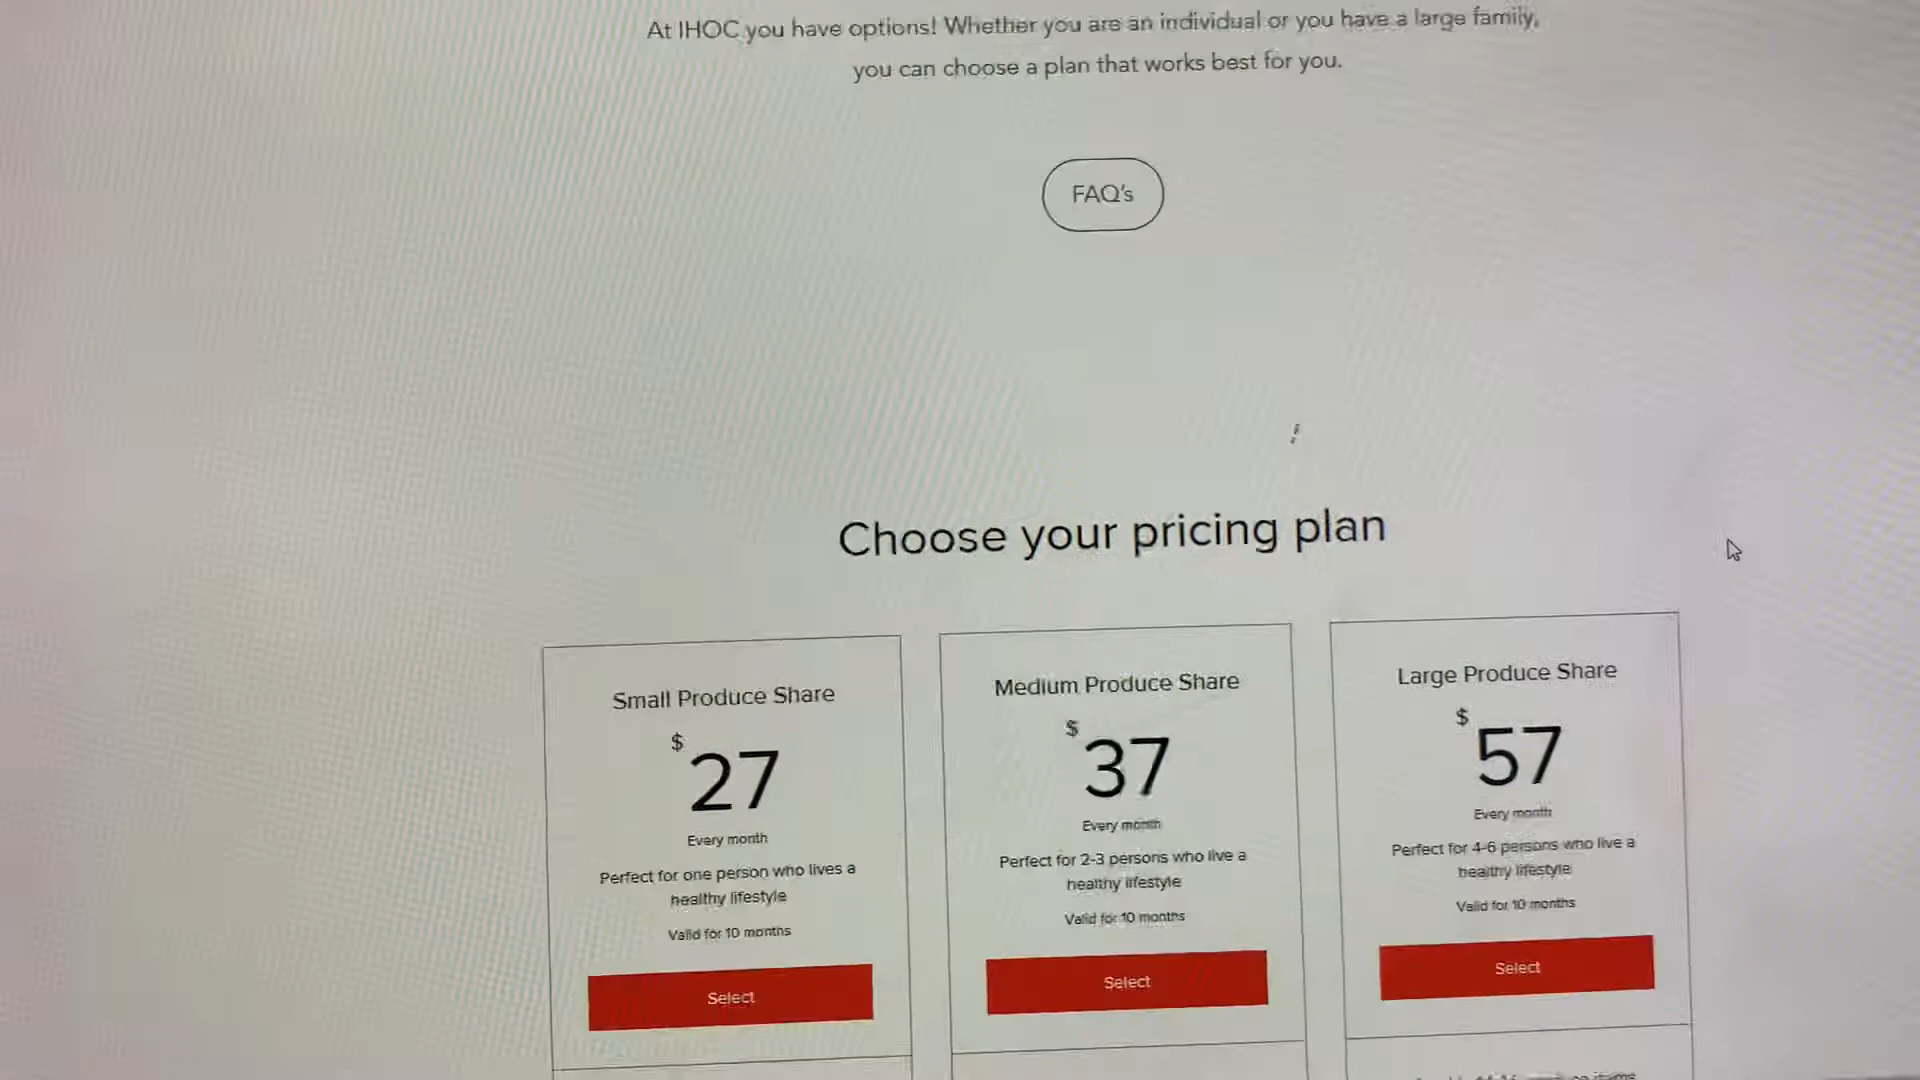 At IHOC you have options! Whether you are an individual or you have a large family,
you can choose a plan that works best for you.
FAQ's
Choose your pricing plan
Small Produce Share
$
27
Every month
Perfect for one person who lives a
healthy lifestyle
Valid for 10 months
Select
Medium Produce Share
$
37
Every month
Perfect for 2-3 persons who live a
healthy lifestyle
Valid for 10 months
Select
Large Produce Share
$
57
Every month
Perfect for 4-6 persons who live a
healthy lifestyle
Valid for 10 months
Select